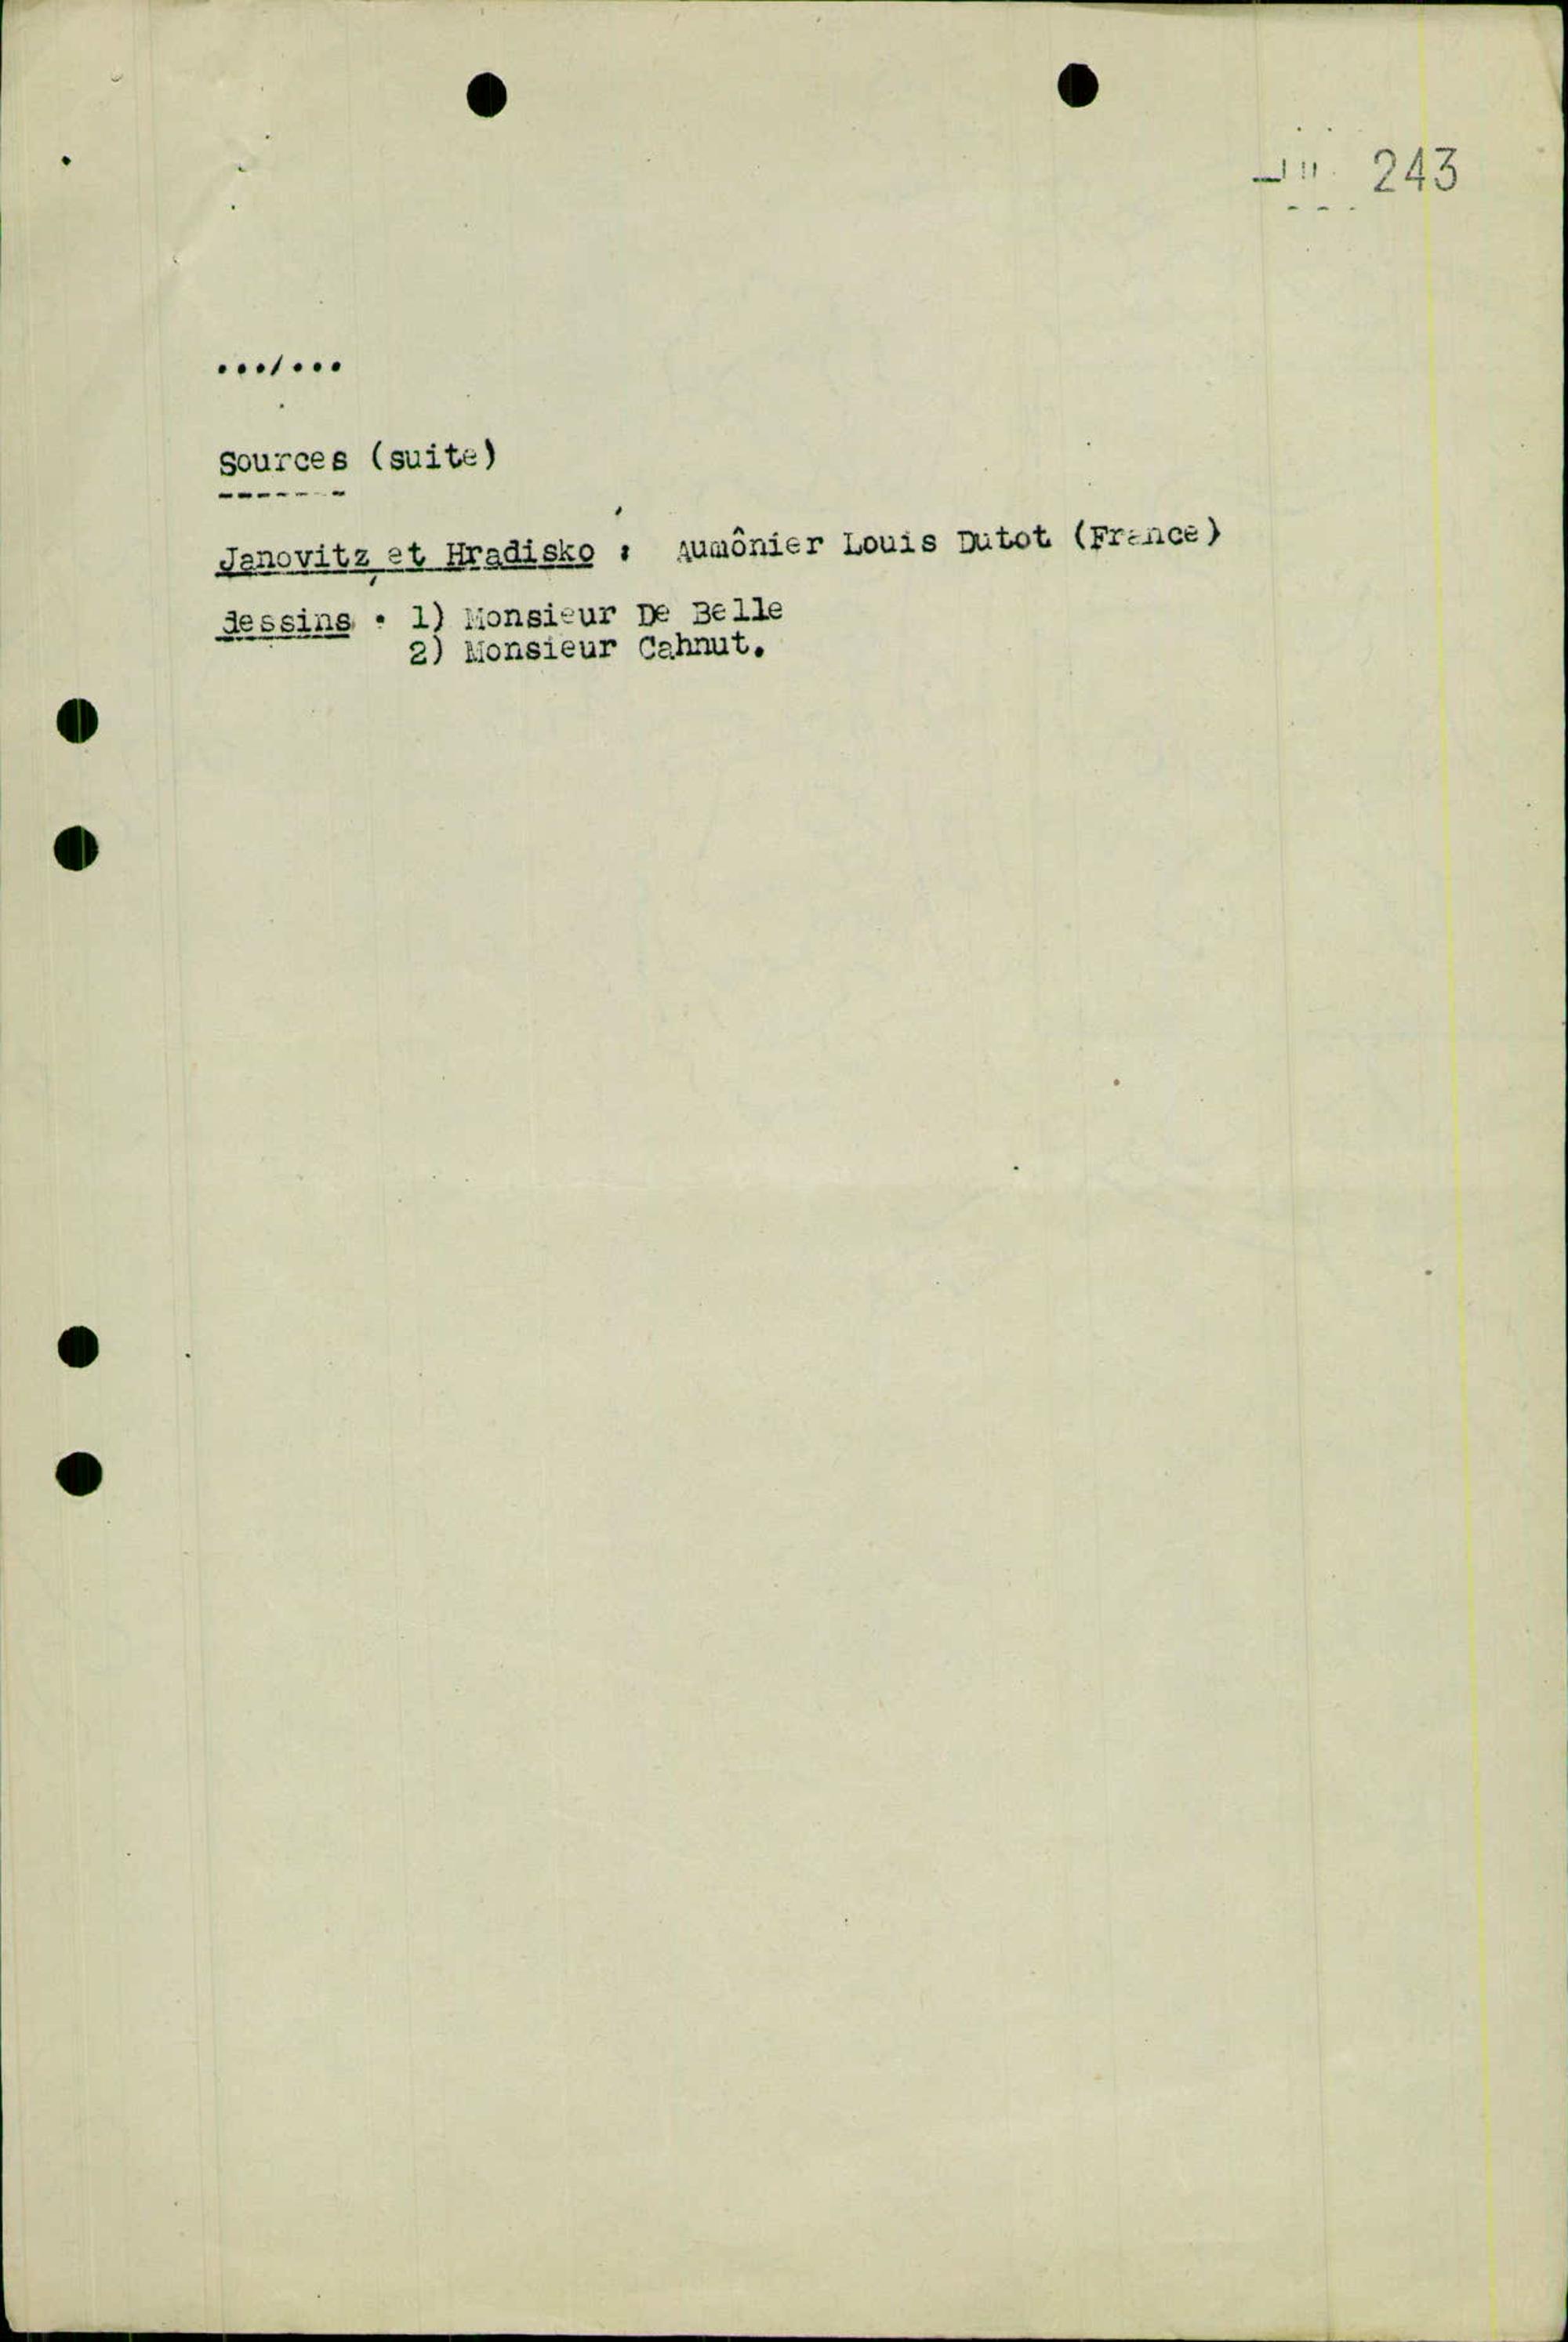 243
.../...
Sources (suite)
-------
Janovitz et Hradisko : Aumônier Louis Dutot (France)
dessins : 1) Monsieur De Belle
2) Monsieur Cahnut.